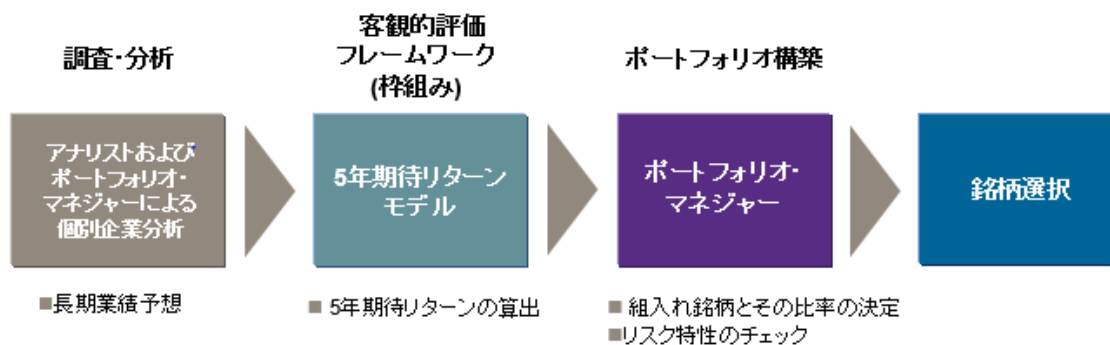 調査・分析
客観的評価
フレームワーク
(枠組み)
ポートフォリオ構築
アナリストおよび
ポートフォリオ・
マネジャーによる
個別企業分析
5年期待リターン
モデル
ポートフォリオ・
マネジャー
銘柄選択
■長期業績予想
■ 5年期待リターンの算出
■ 組入れ銘柄とその比率の決定
■リスク特性のチェック